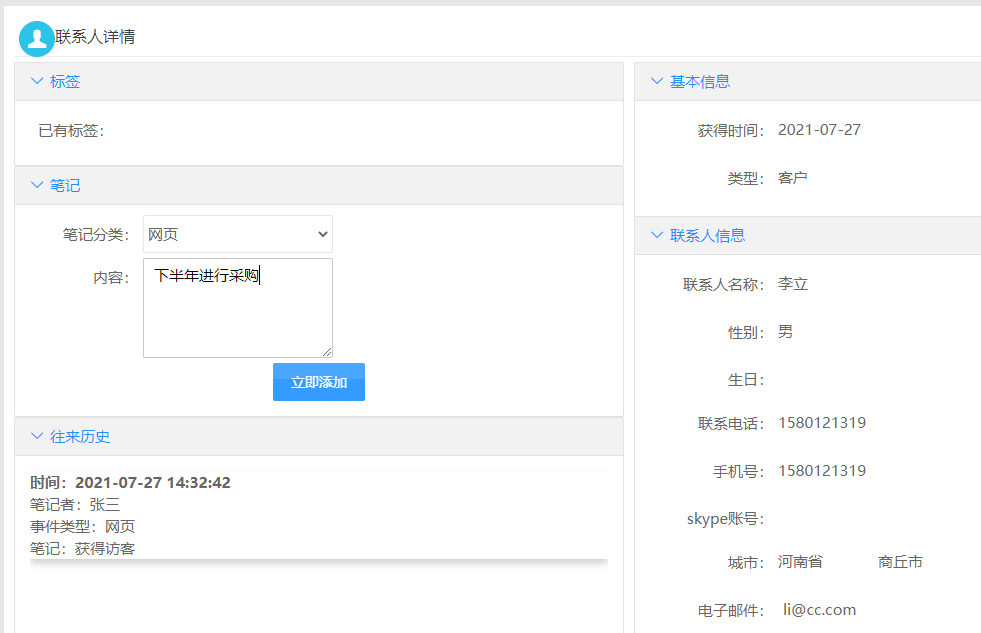 联系人详情
标签
已有标签：
笔记
笔记分类： 网页
内容： 下半年进行采购
立即添加
往来历史
时间：2021-07-27 14:32:42
笔记者：张三
事件类型：网页
笔记：获得访客
基本信息
获得时间： 2021-07-27
类型： 客户
联系人信息
联系人名称： 李立
性别： 男
生日：
联系电话： 1580121319
手机号： 1580121319
skype账号：
城市： 河南省 商丘市
电子邮件： li@cc.com